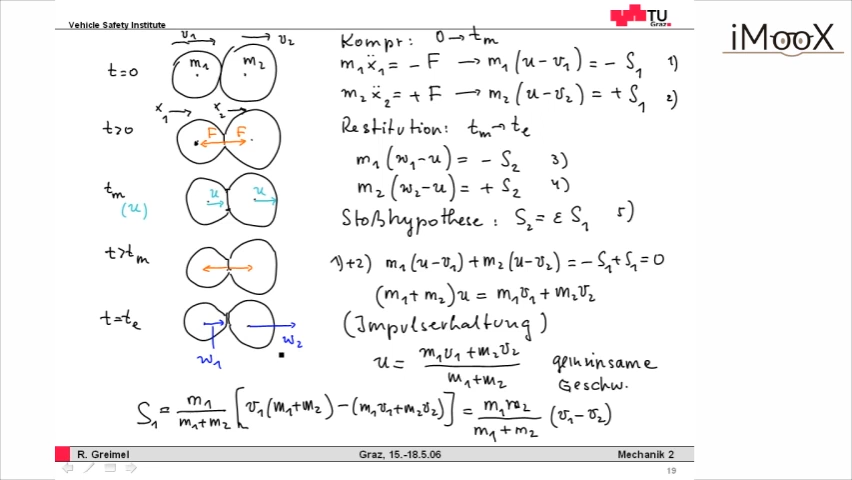 Vehicle Safety Institute
TU
Graz
iMooX
v₁ v₂
t=0 m₁ m₂
x₁ x₂
t>0 F F
tₘ u u
(u)
t>tₘ
t=tₑ
w₁ w₂
Kompr: 0→tₘ
m₁ẍ₁ = − F → m₁(u−v₁) = − S₁ 1)
m₂ẍ₂ = + F → m₂(u−v₂) = + S₁ 2)
Restitution: tₘ→tₑ
m₁(w₁−u) = − S₂ 3)
m₂(w₂−u) = + S₂ 4)
Stoßhypothese: S₂ = ε S₁ 5)
1)+2) m₁(u−v₁)+m₂(u−v₂) = −S₁+S₁ = 0
(m₁+m₂)u = m₁v₁+m₂v₂
(Impulserhaltung)
u = (m₁v₁+m₂v₂)/(m₁+m₂) gemeinsame
Geschw.
S₁ = m₁/(m₁+m₂) [v₁(m₁+m₂)−(m₁v₁+m₂v₂)] = m₁m₂/(m₁+m₂) (v₁−v₂)
R. Greimel Graz, 15.-18.5.06 Mechanik 2
19